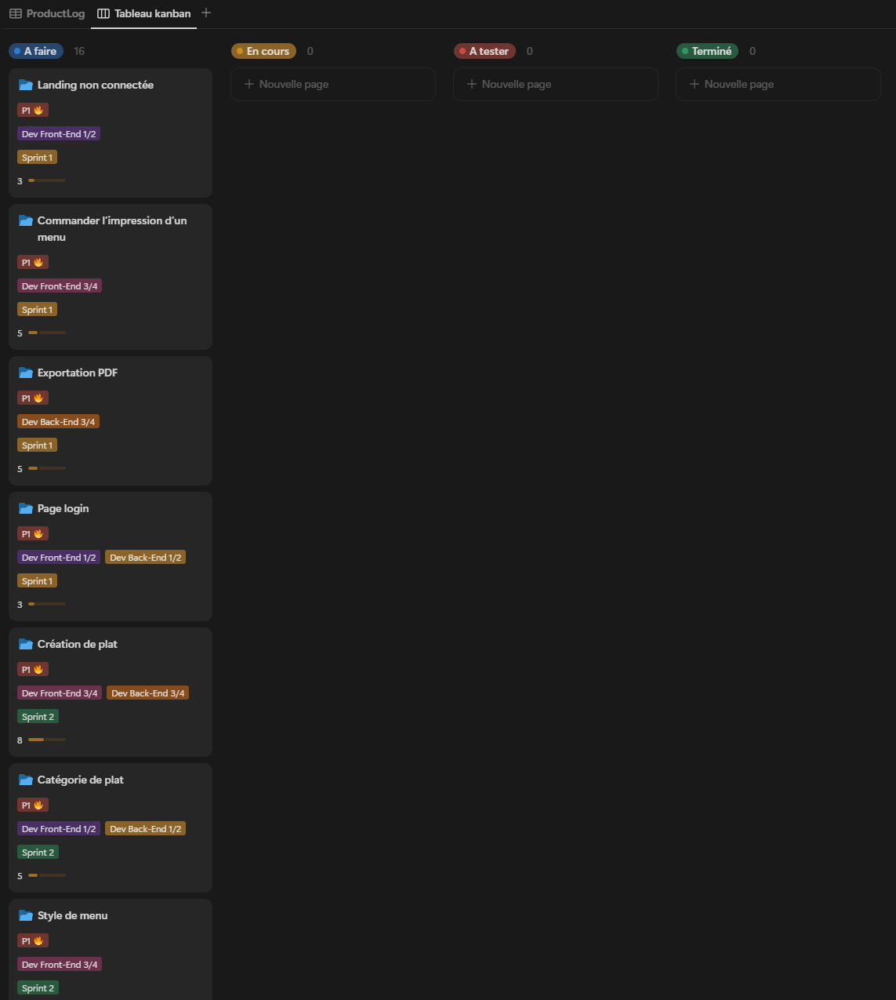 ProductLog Tableau kanban
A faire 16
En cours 0
A tester 0
Terminé 0
Nouvelle page
Nouvelle page
Nouvelle page
Landing non connectée
P1 🔥
Dev Front-End 1/2
Sprint 1
3
Commander l’impression d’un
menu
P1 🔥
Dev Front-End 3/4
Sprint 1
5
Exportation PDF
P1 🔥
Dev Back-End 3/4
Sprint 1
5
Page login
P1 🔥
Dev Front-End 1/2 Dev Back-End 1/2
Sprint 1
3
Création de plat
P1 🔥
Dev Front-End 3/4 Dev Back-End 3/4
Sprint 2
8
Catégorie de plat
P1 🔥
Dev Front-End 1/2 Dev Back-End 1/2
Sprint 2
5
Style de menu
P1 🔥
Dev Front-End 3/4
Sprint 2